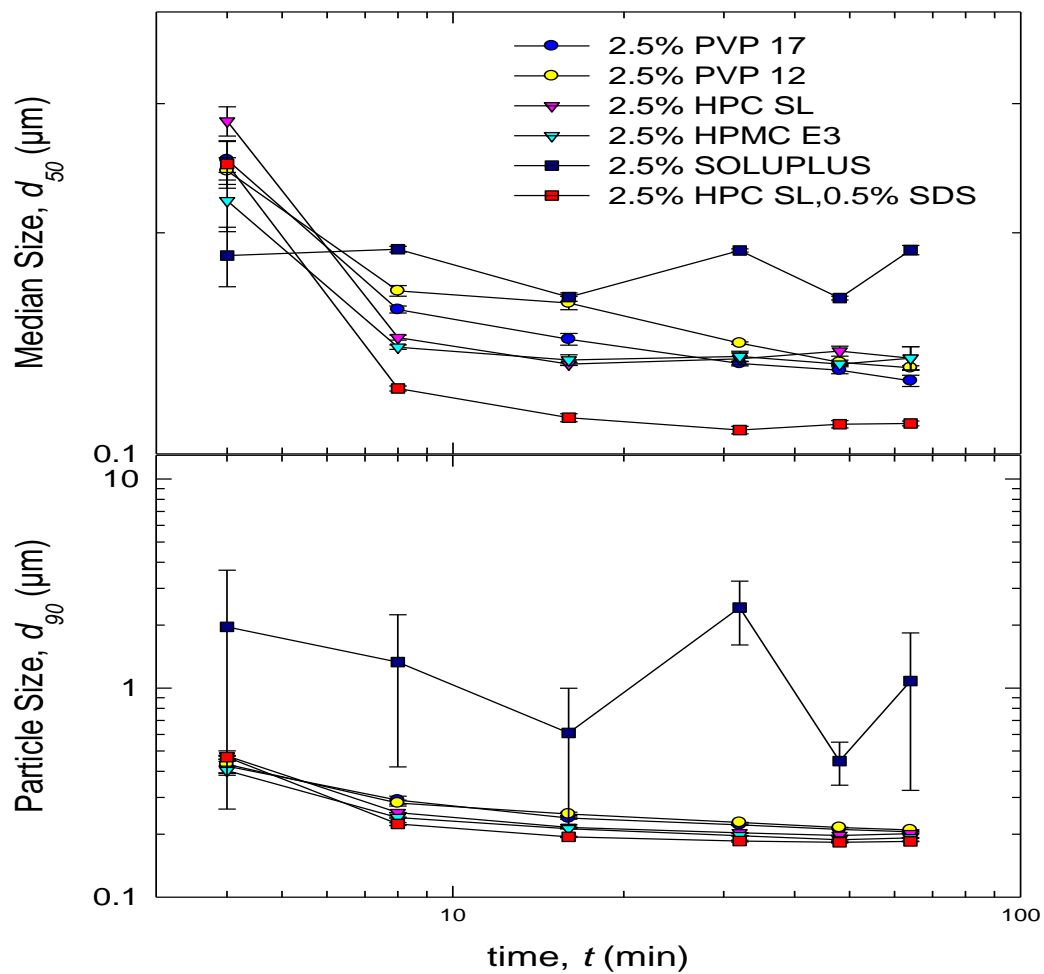 2.5% PVP 17
2.5% PVP 12
2.5% HPC SL
2.5% HPMC E3
2.5% SOLUPLUS
2.5% HPC SL,0.5% SDS
Median Size, d50 (µm)
0.1
10
1
0.1
Particle Size, d90 (µm)
10
100
time, t (min)